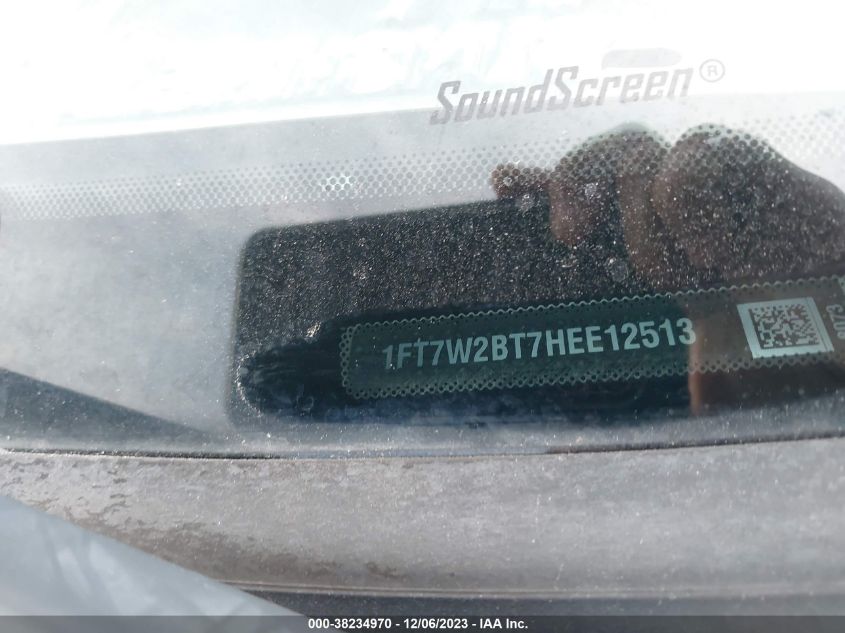 SoundScreen®
1FT7W2BT7HEE12513
000-38234970 - 12/06/2023 - IAA Inc.